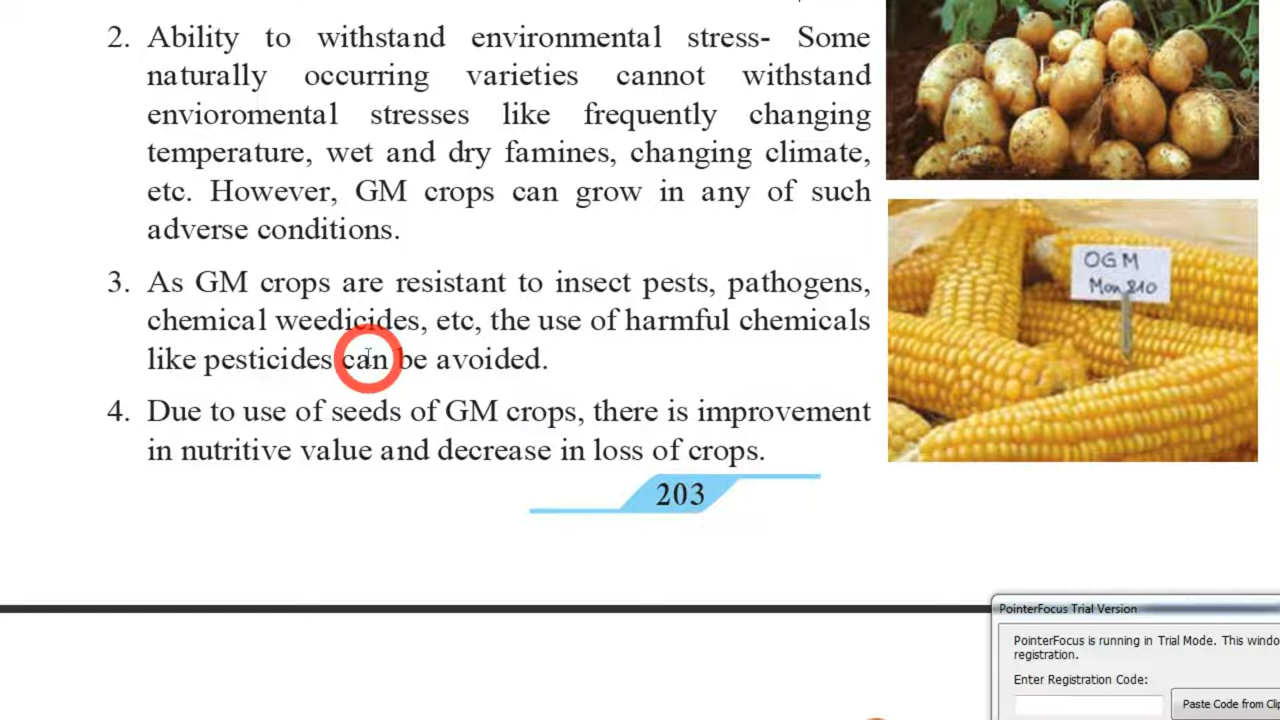 2. Ability to withstand environmental stress- Some
naturally occurring varieties cannot withstand
envioromental stresses like frequently changing
temperature, wet and dry famines, changing climate,
etc. However, GM crops can grow in any of such
adverse conditions.
3. As GM crops are resistant to insect pests, pathogens,
chemical weedicides, etc, the use of harmful chemicals
like pesticides can be avoided.
4. Due to use of seeds of GM crops, there is improvement
in nutritive value and decrease in loss of crops.
203
OGM
Mon 810
PointerFocus Trial Version
PointerFocus is running in Trial Mode. This windo
registration.
Enter Registration Code:
Paste Code from Clip